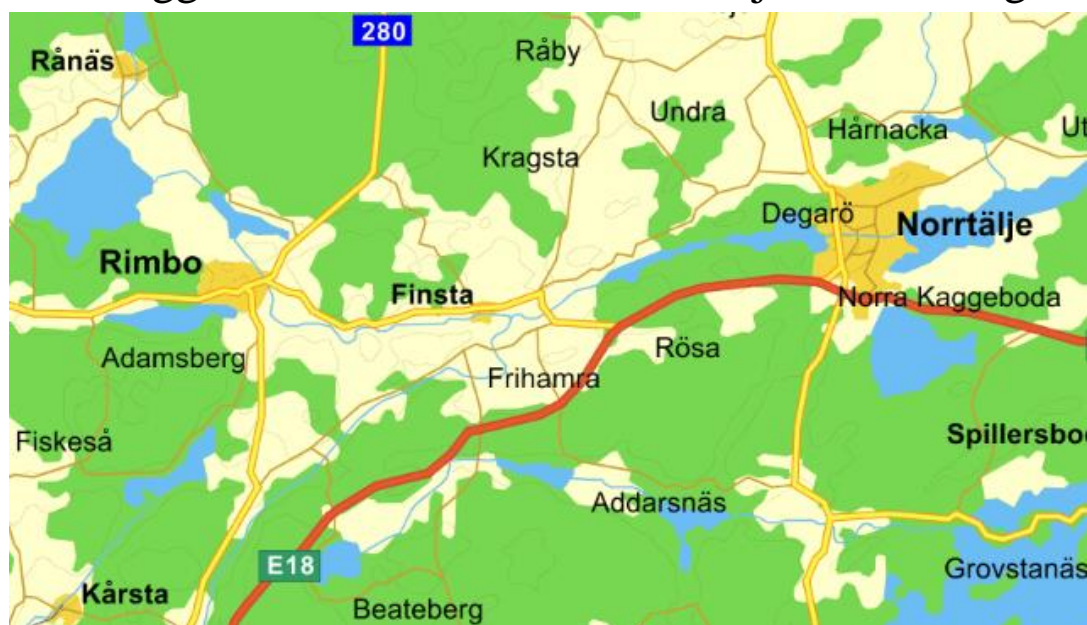 280
Råby
Rånäs
Undra
Hårnacka
Kragsta
Degarö
Norrtälje
Rimbo
Finsta
Norra Kaggeboda
Adamsberg
Rösa
Frihamra
Fiskeså
Addarsnäs
E18
Grovstanäs
Kårsta
Beateberg